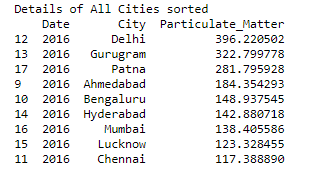 Details of All Cities sorted
Date City Particulate_Matter
12 2016 Delhi 396.220502
13 2016 Gurugram 322.799778
17 2016 Patna 281.795928
9 2016 Ahmedabad 184.354293
10 2016 Bengaluru 148.937545
14 2016 Hyderabad 142.880718
16 2016 Mumbai 138.405586
15 2016 Lucknow 123.328455
11 2016 Chennai 117.388890